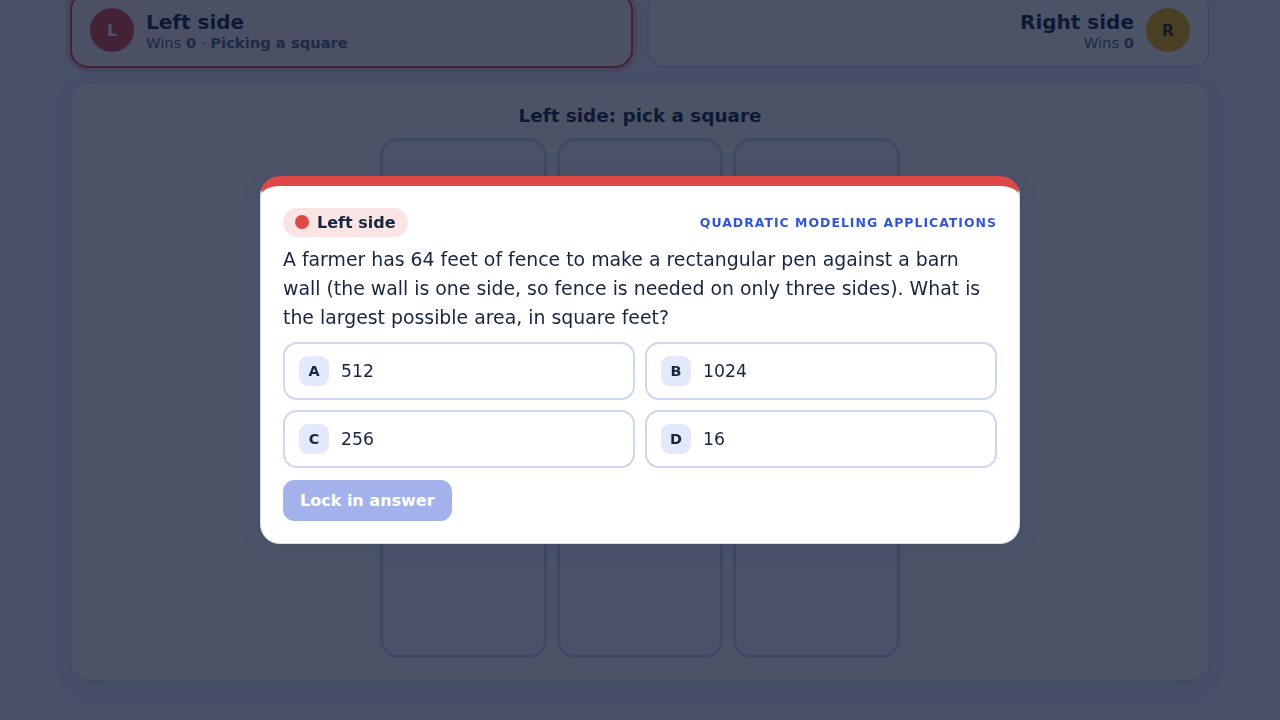 L
Left side
Wins 0 · Picking a square
Right side
Wins 0
R
Left side: pick a square
Left side
QUADRATIC MODELING APPLICATIONS
A farmer has 64 feet of fence to make a rectangular pen against a barn
wall (the wall is one side, so fence is needed on only three sides). What is
the largest possible area, in square feet?
A 512
B 1024
C 256
D 16
Lock in answer